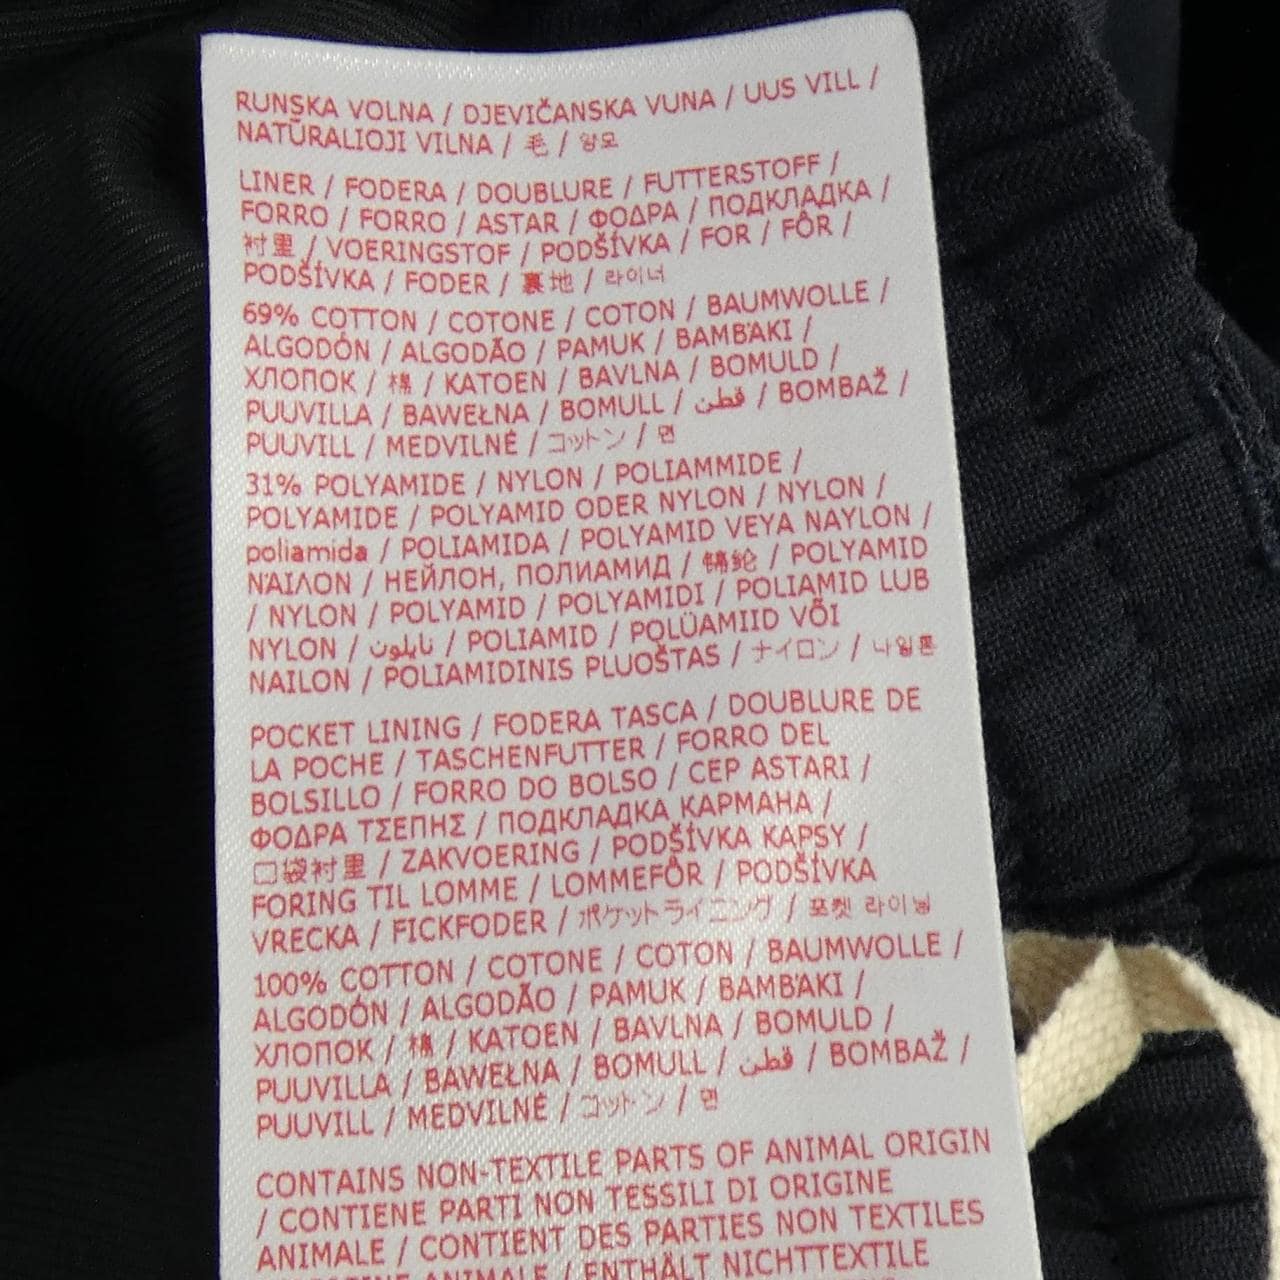 RUNSKA VOLNA / DJEVIČANSKA VUNA / UUS VILL /
NATŪRALIOJI VILNA / 毛 / 양모
LINER / FODERA / DOUBLURE / FUTTERSTOFF /
FORRO / FORRO / ASTAR / ΦΟΔΡΑ / ПОДКЛАДКА /
衬里 / VOERINGSTOF / PODŠÍVKA / FOR / FÔR /
PODŠÍVKA / FODER / 裏地 / 라이너
69% COTTON / COTONE / COTON / BAUMWOLLE /
ALGODÓN / ALGODÃO / PAMUK / ΒΑΜΒΆΚΙ /
ХЛОПОК / 棉 / KATOEN / BAVLNA / BOMULD /
PUUVILLA / BAWEŁNA / BOMULL / قطن / BOMBAŽ /
PUUVILL / MEDVILNĖ / コットン / 면
31% POLYAMIDE / NYLON / POLIAMMIDE /
POLYAMIDE / POLYAMID ODER NYLON / NYLON /
poliamida / POLIAMIDA / POLYAMID VEYA NAYLON /
ΝΆΙΛΟΝ / НЕЙЛОН, ПОЛИАМИД / 锦纶 / POLYAMID
/ NYLON / POLYAMID / POLYAMIDI / POLIAMID LUB
NYLON / نايلون / POLIAMID / POLÜAMIID VÕI
NAILON / POLIAMIDINIS PLUOŠTAS / ナイロン / 나일론
POCKET LINING / FODERA TASCA / DOUBLURE DE
LA POCHE / TASCHENFUTTER / FORRO DEL
BOLSILLO / FORRO DO BOLSO / CEP ASTARI /
ΦΟΔΡΑ ΤΣΕΠΗΣ / ПОДКЛАДКА КАРМАНА /
口袋衬里 / ZAKVOERING / PODŠÍVKA KAPSY /
FORING TIL LOMME / LOMMEFÔR / PODŠÍVKA
VRECKA / FICKFODER / ポケットライニング / 포켓 라이닝
100% COTTON / COTONE / COTON / BAUMWOLLE /
ALGODÓN / ALGODÃO / PAMUK / ΒΑΜΒΆΚΙ /
ХЛОПОК / 棉 / KATOEN / BAVLNA / BOMULD /
PUUVILLA / BAWEŁNA / BOMULL / قطن / BOMBAŽ /
PUUVILL / MEDVILNĖ / コットン / 면
CONTAINS NON-TEXTILE PARTS OF ANIMAL ORIGIN
/ CONTIENE PARTI NON TESSILI DI ORIGINE
ANIMALE / CONTIENT DES PARTIES NON TEXTILES
ANIMALE / ENTHÄLT NICHTTEXTILE